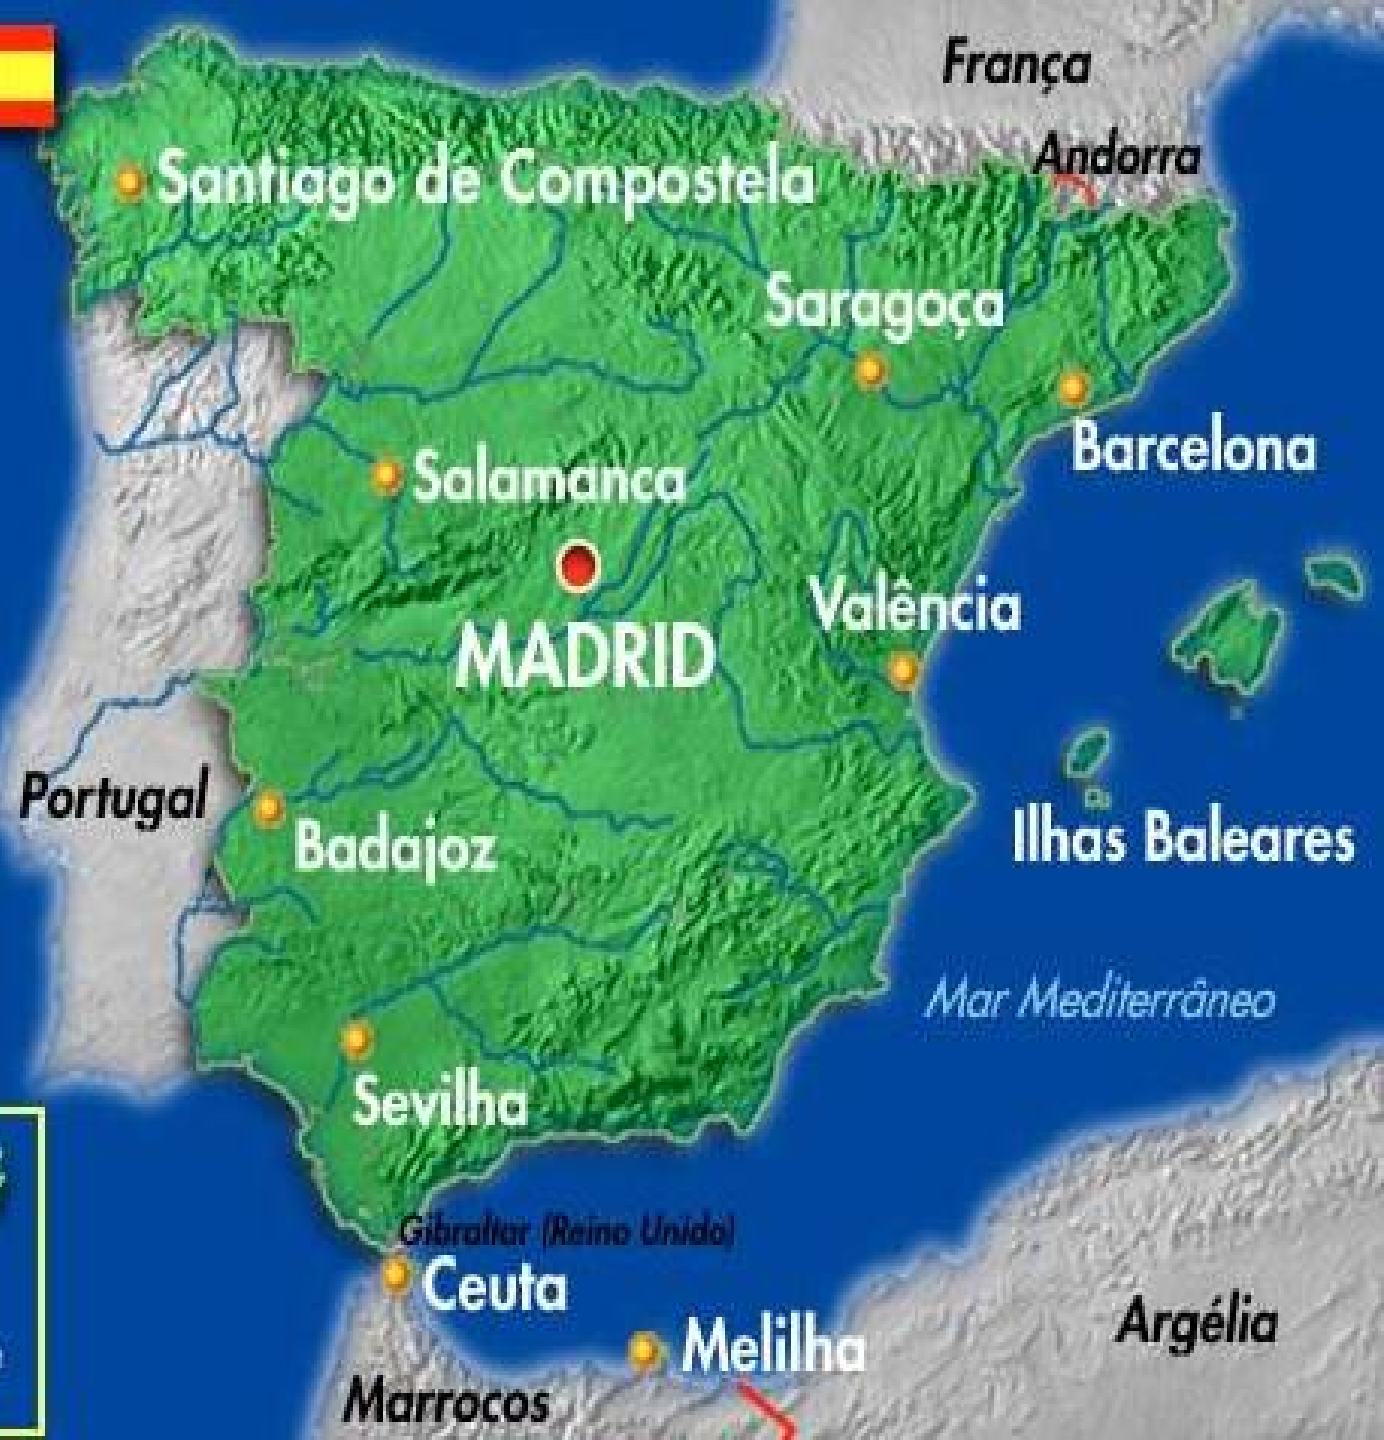 França
Andorra
Santiago de Compostela
Saragoça
Barcelona
Salamanca
Valência
MADRID
Portugal
Badajoz
Ilhas Baleares
Mar Mediterrâneo
Sevilha
Gibraltar (Reino Unido)
Ceuta
Argélia
Melilha
Marrocos